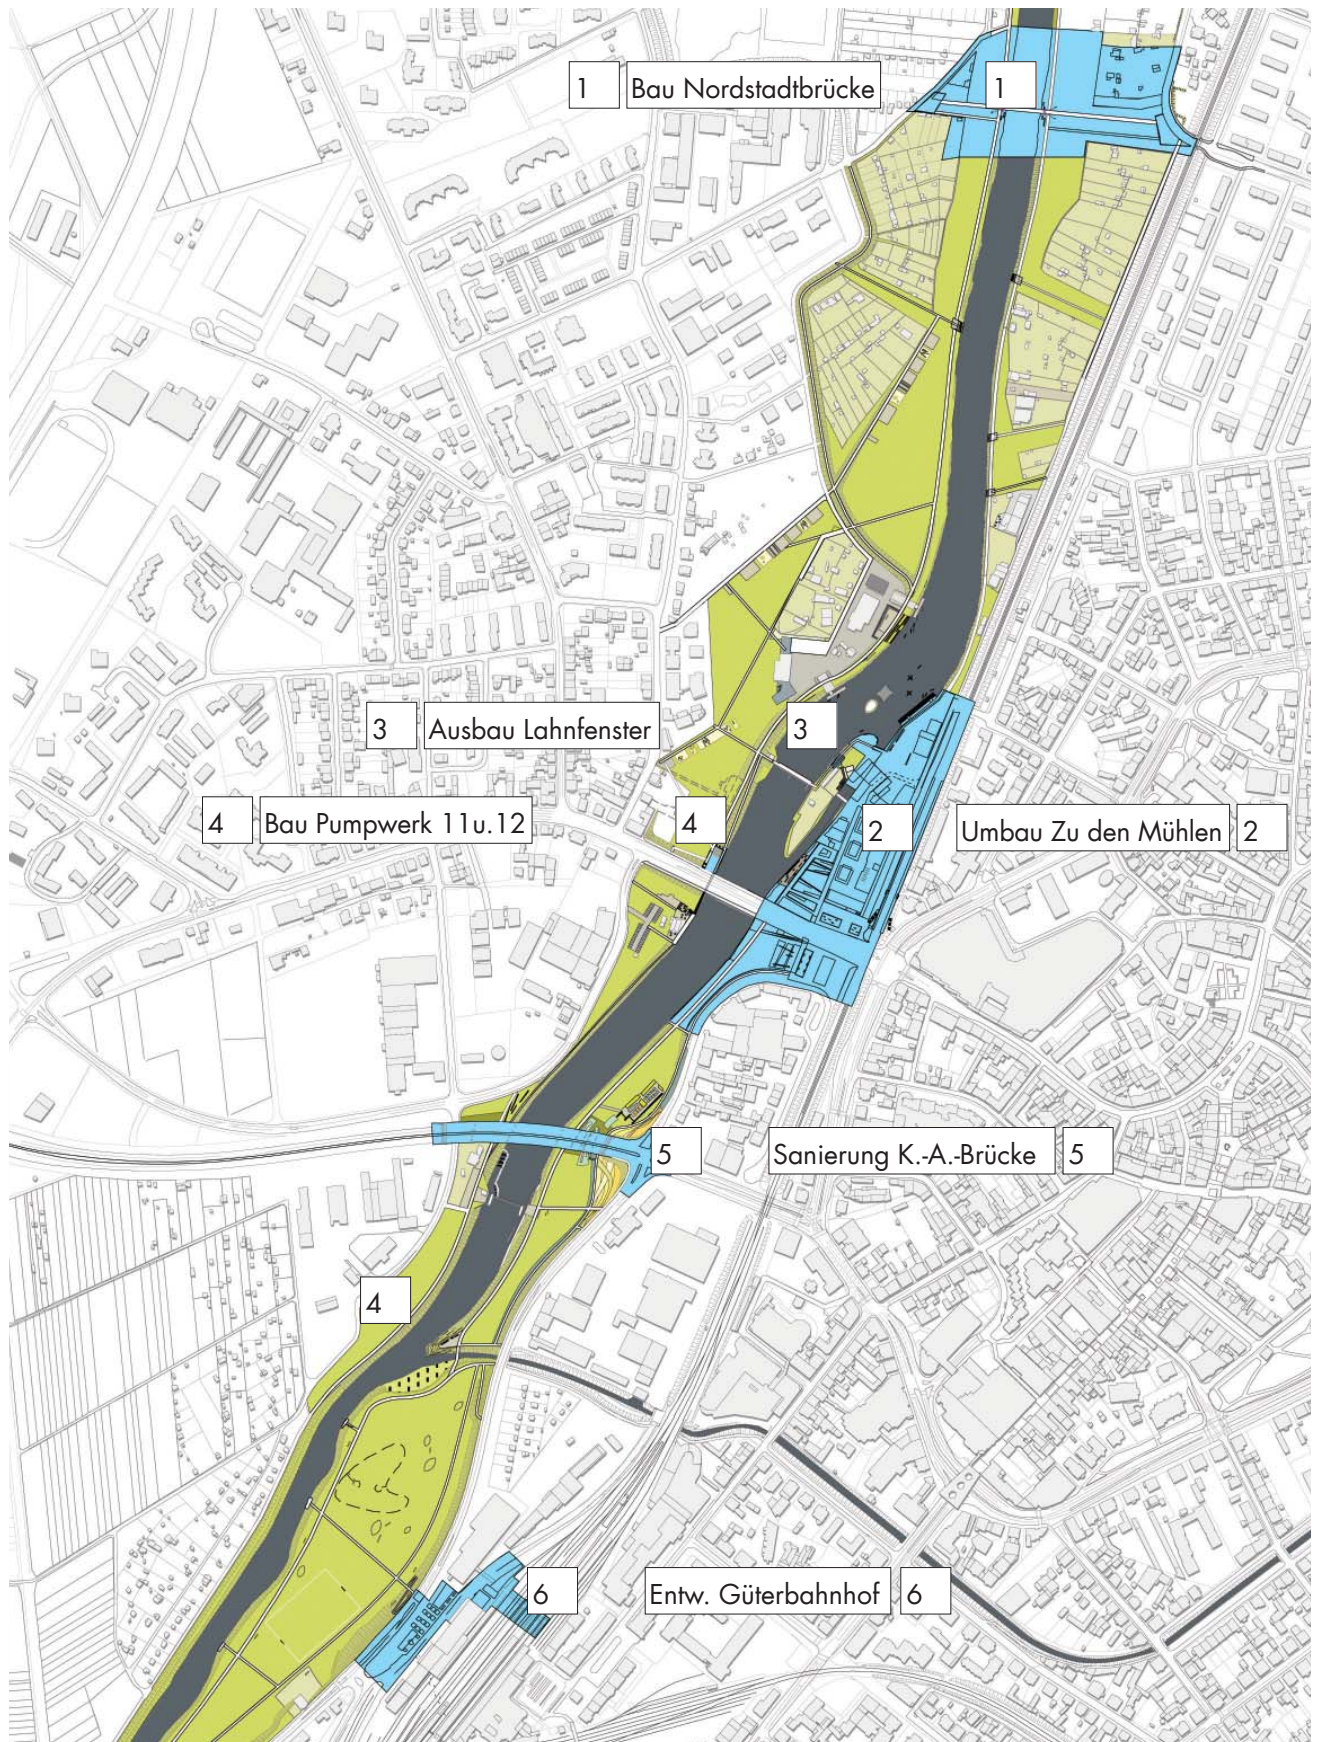 1 Bau Nordstadtbrücke 1
3 Ausbau Lahnfenster 3
4 Bau Pumpwerk 11u.12 4 2 Umbau Zu den Mühlen 2
5 Sanierung K.-A.-Brücke 5
4
6 Entw. Güterbahnhof 6